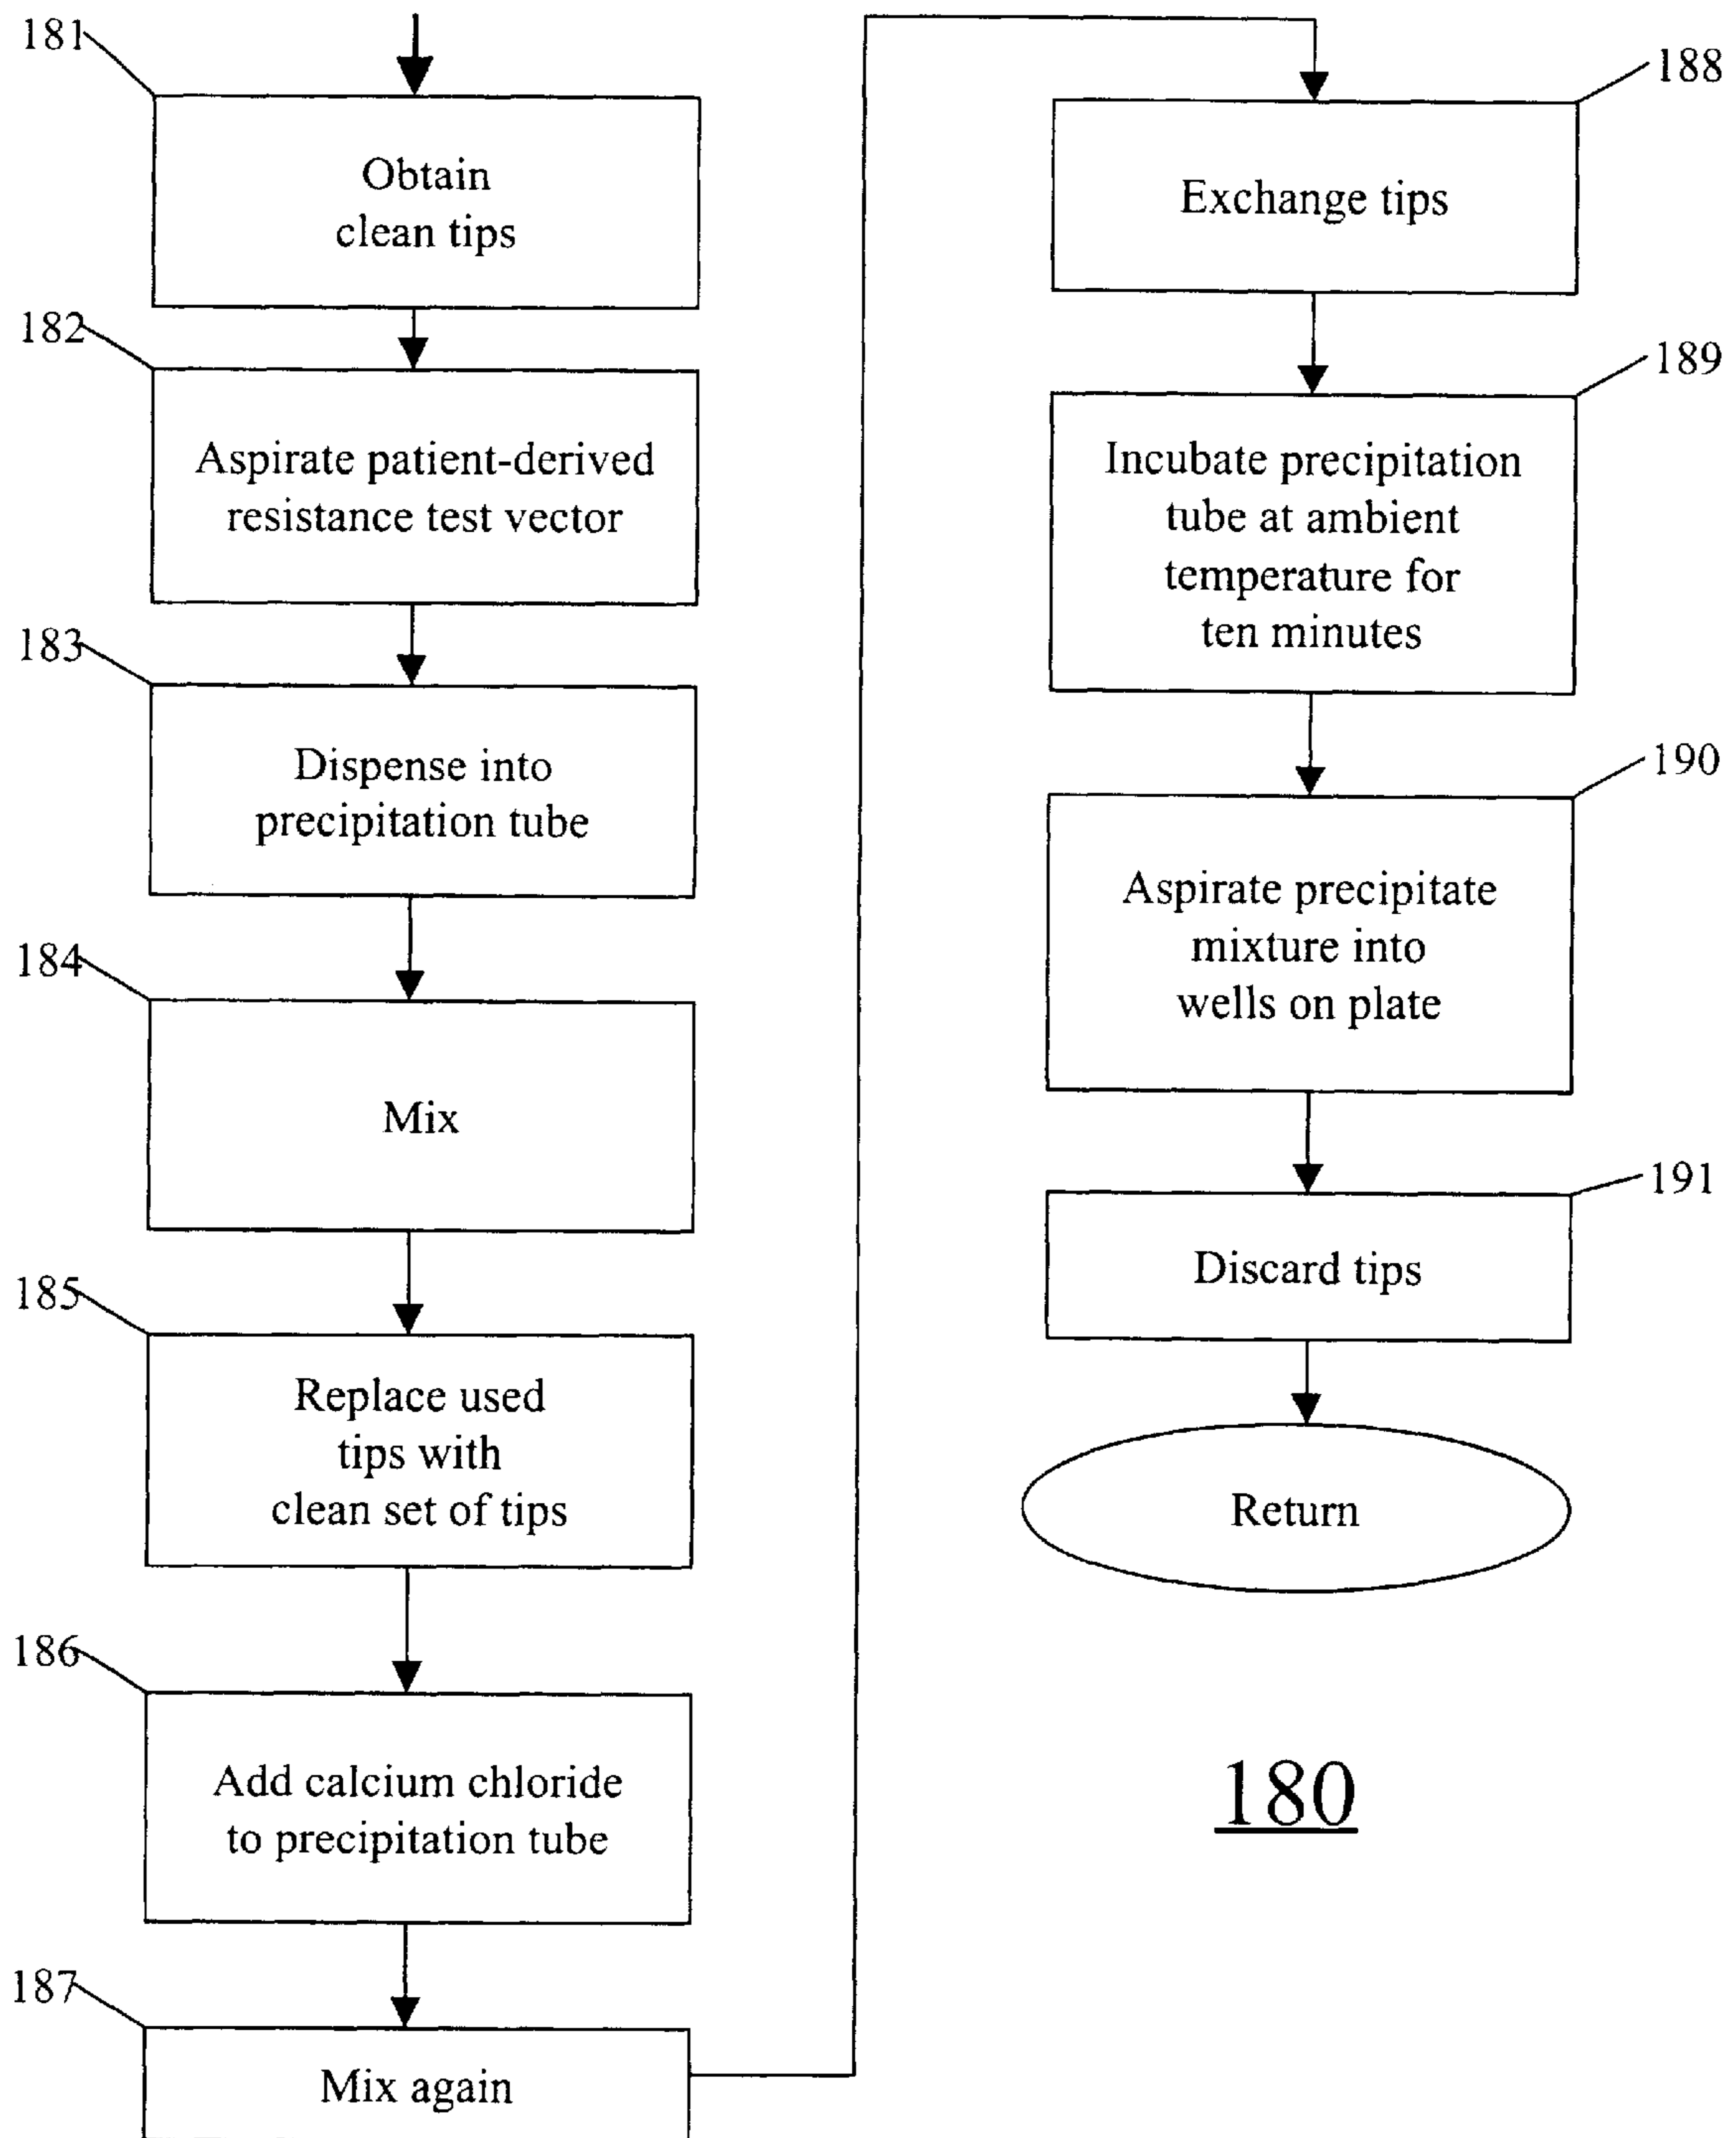 181
Obtain
clean tips
182
Aspirate patient-derived
resistance test vector
183
Dispense into
precipitation tube
184
Mix
185
Replace used
tips with
clean set of tips
186
Add calcium chloride
to precipitation tube
187
Mix again
188
Exchange tips
189
Incubate precipitation
tube at ambient
temperature for
ten minutes
190
Aspirate precipitate
mixture into
wells on plate
191
Discard tips
Return
180